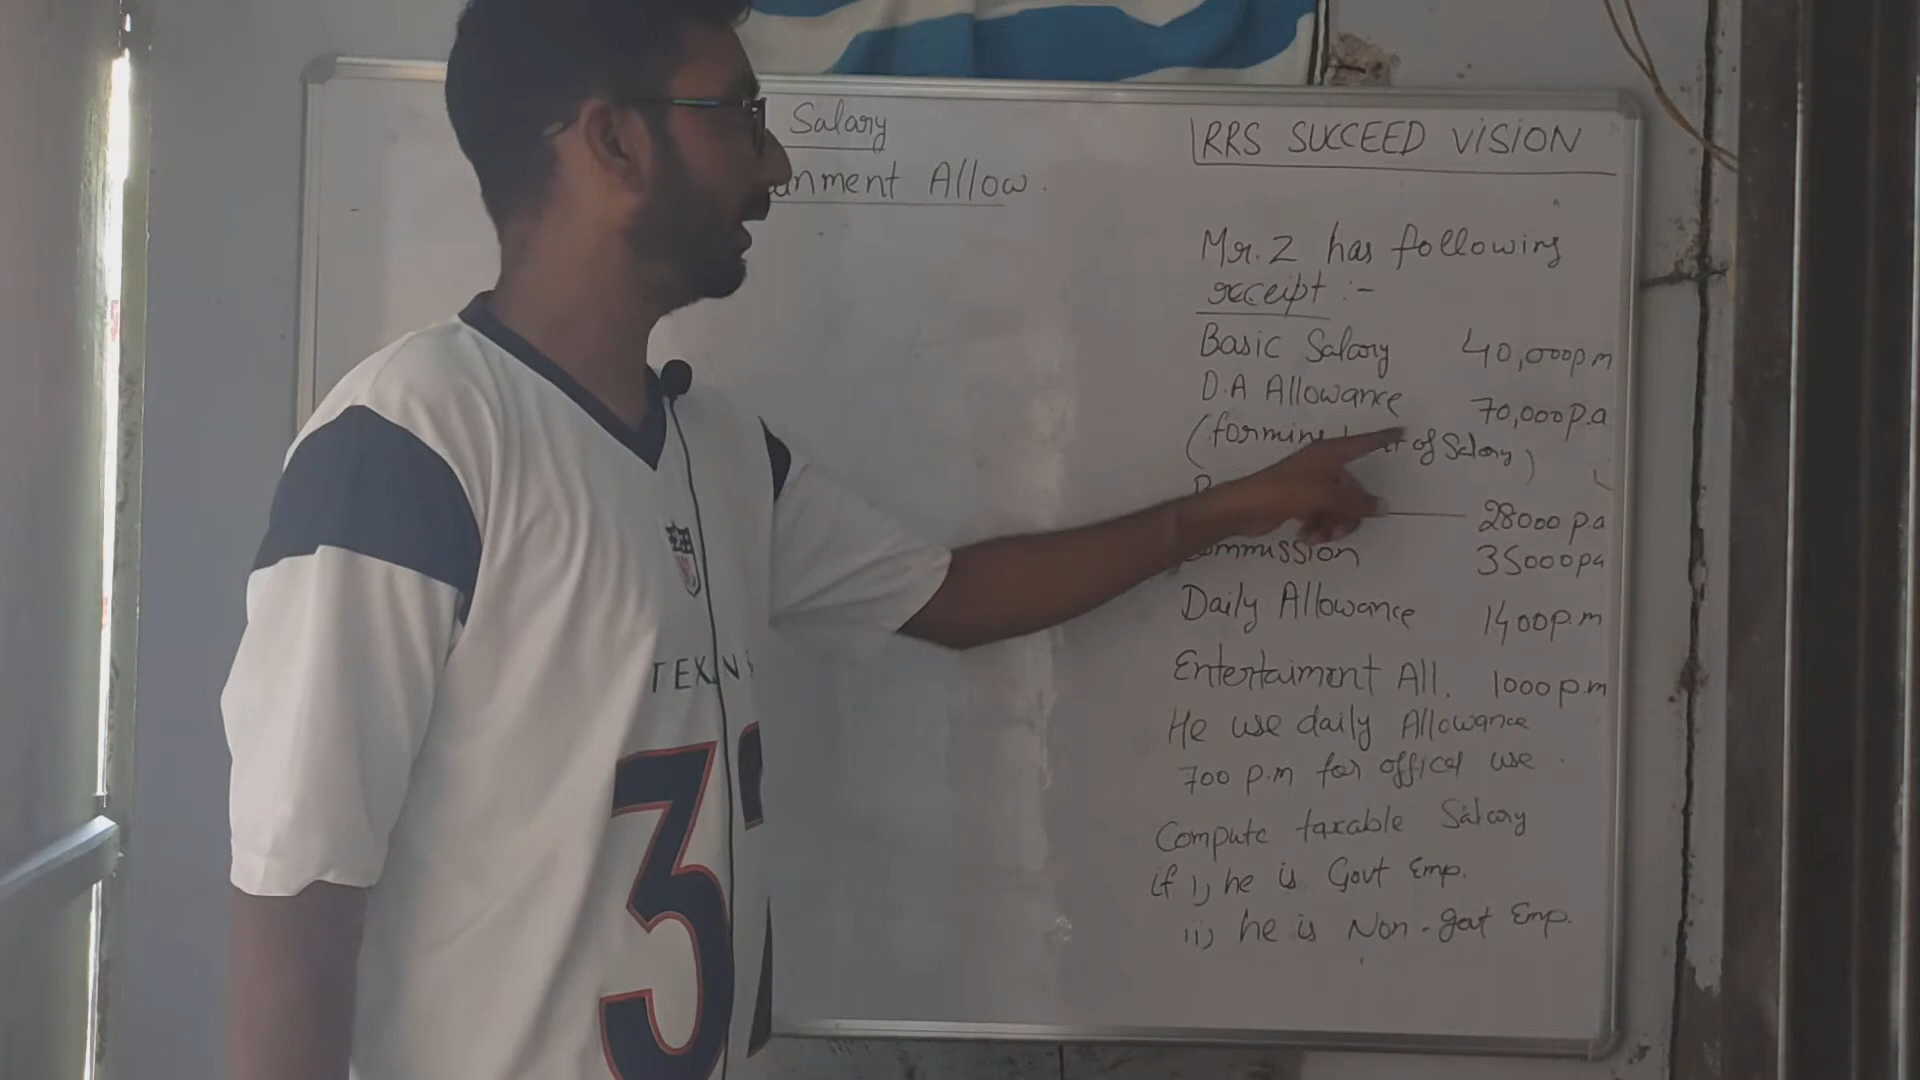 Salary
RRS SUCCEED VISION
Allow.
Mr. Z has following
receipt :-
Basic Salary 40,000 p.m
D.A Allowance 70,000 p.a
of Salary)
28000 p.a
35000 pa
Daily Allowance 1400 p.m
Entertaiment All. 1000 p.m
He use daily Allowance
700 p.m for offical use.
Compute taxable Salary
if i) he is Govt Emp.
ii) he is Non-govt Emp.
TEX
3